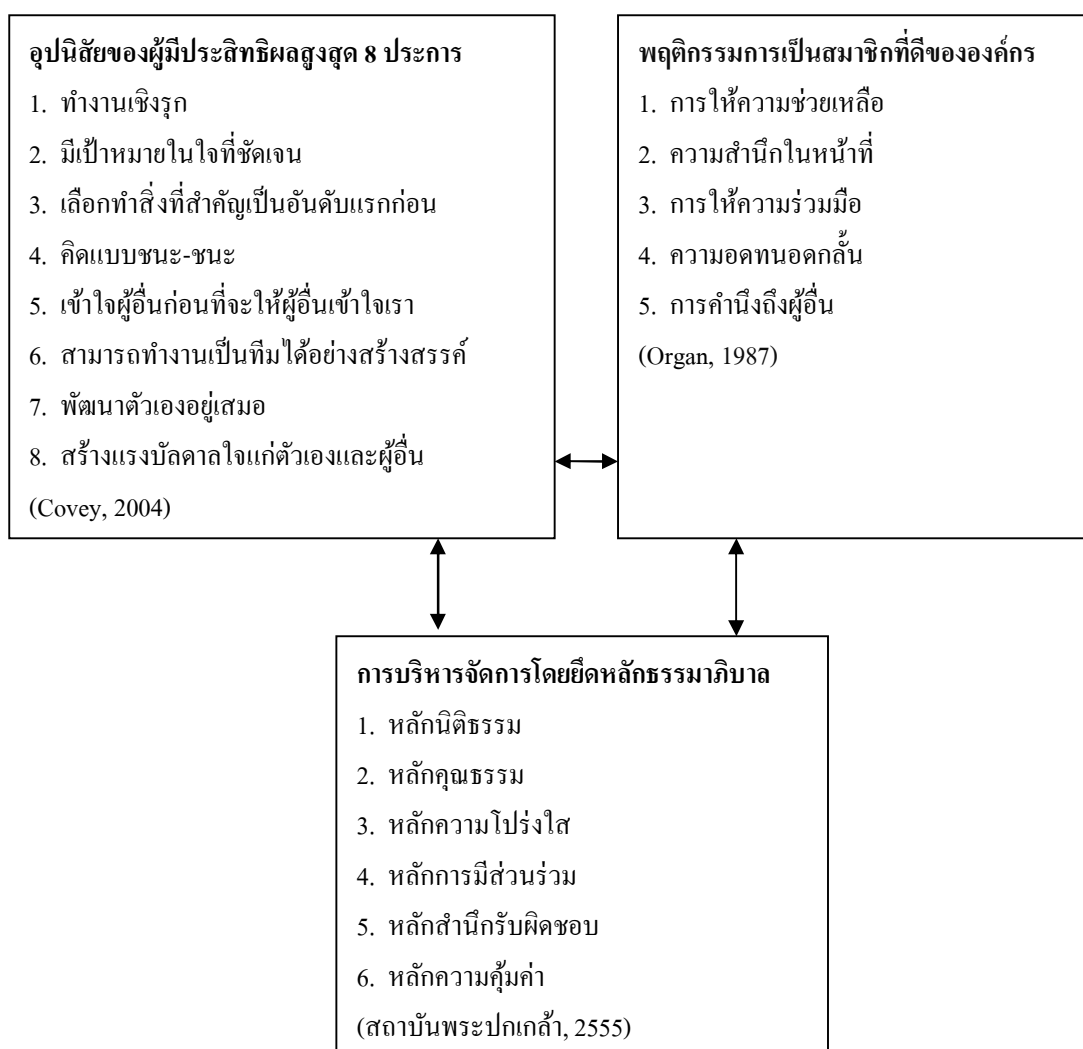 อุปนิสัยของผู้มีประสิทธิผลสูงสุด 8 ประการ
1. ทำงานเชิงรุก
2. มีเป้าหมายในใจที่ชัดเจน
3. เลือกทำสิ่งที่สำคัญเป็นอันดับแรกก่อน
4. คิดแบบชนะ-ชนะ
5. เข้าใจผู้อื่นก่อนที่จะให้ผู้อื่นเข้าใจเรา
6. สามารถทำงานเป็นทีมได้อย่างสร้างสรรค์
7. พัฒนาตัวเองอยู่เสมอ
8. สร้างแรงบัลดาลใจแก่ตัวเองและผู้อื่น
(Covey, 2004)
พฤติกรรมการเป็นสมาชิกที่ดีขององค์กร
1. การให้ความช่วยเหลือ
2. ความสำนึกในหน้าที่
3. การให้ความร่วมมือ
4. ความอดทนอดกลั้น
5. การคำนึงถึงผู้อื่น
(Organ, 1987)
การบริหารจัดการโดยยึดหลักธรรมาภิบาล
1. หลักนิติธรรม
2. หลักคุณธรรม
3. หลักความโปร่งใส
4. หลักการมีส่วนร่วม
5. หลักสำนึกรับผิดชอบ
6. หลักความคุ้มค่า
(สถาบันพระปกเกล้า, 2555)